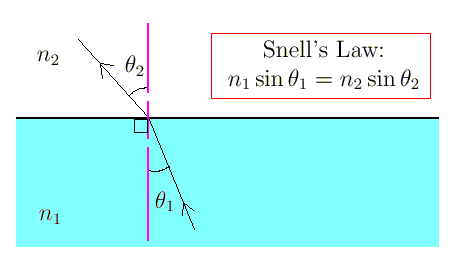 n₂
θ₂
Snell's Law:
n₁ sin θ₁ = n₂ sin θ₂
θ₁
n₁